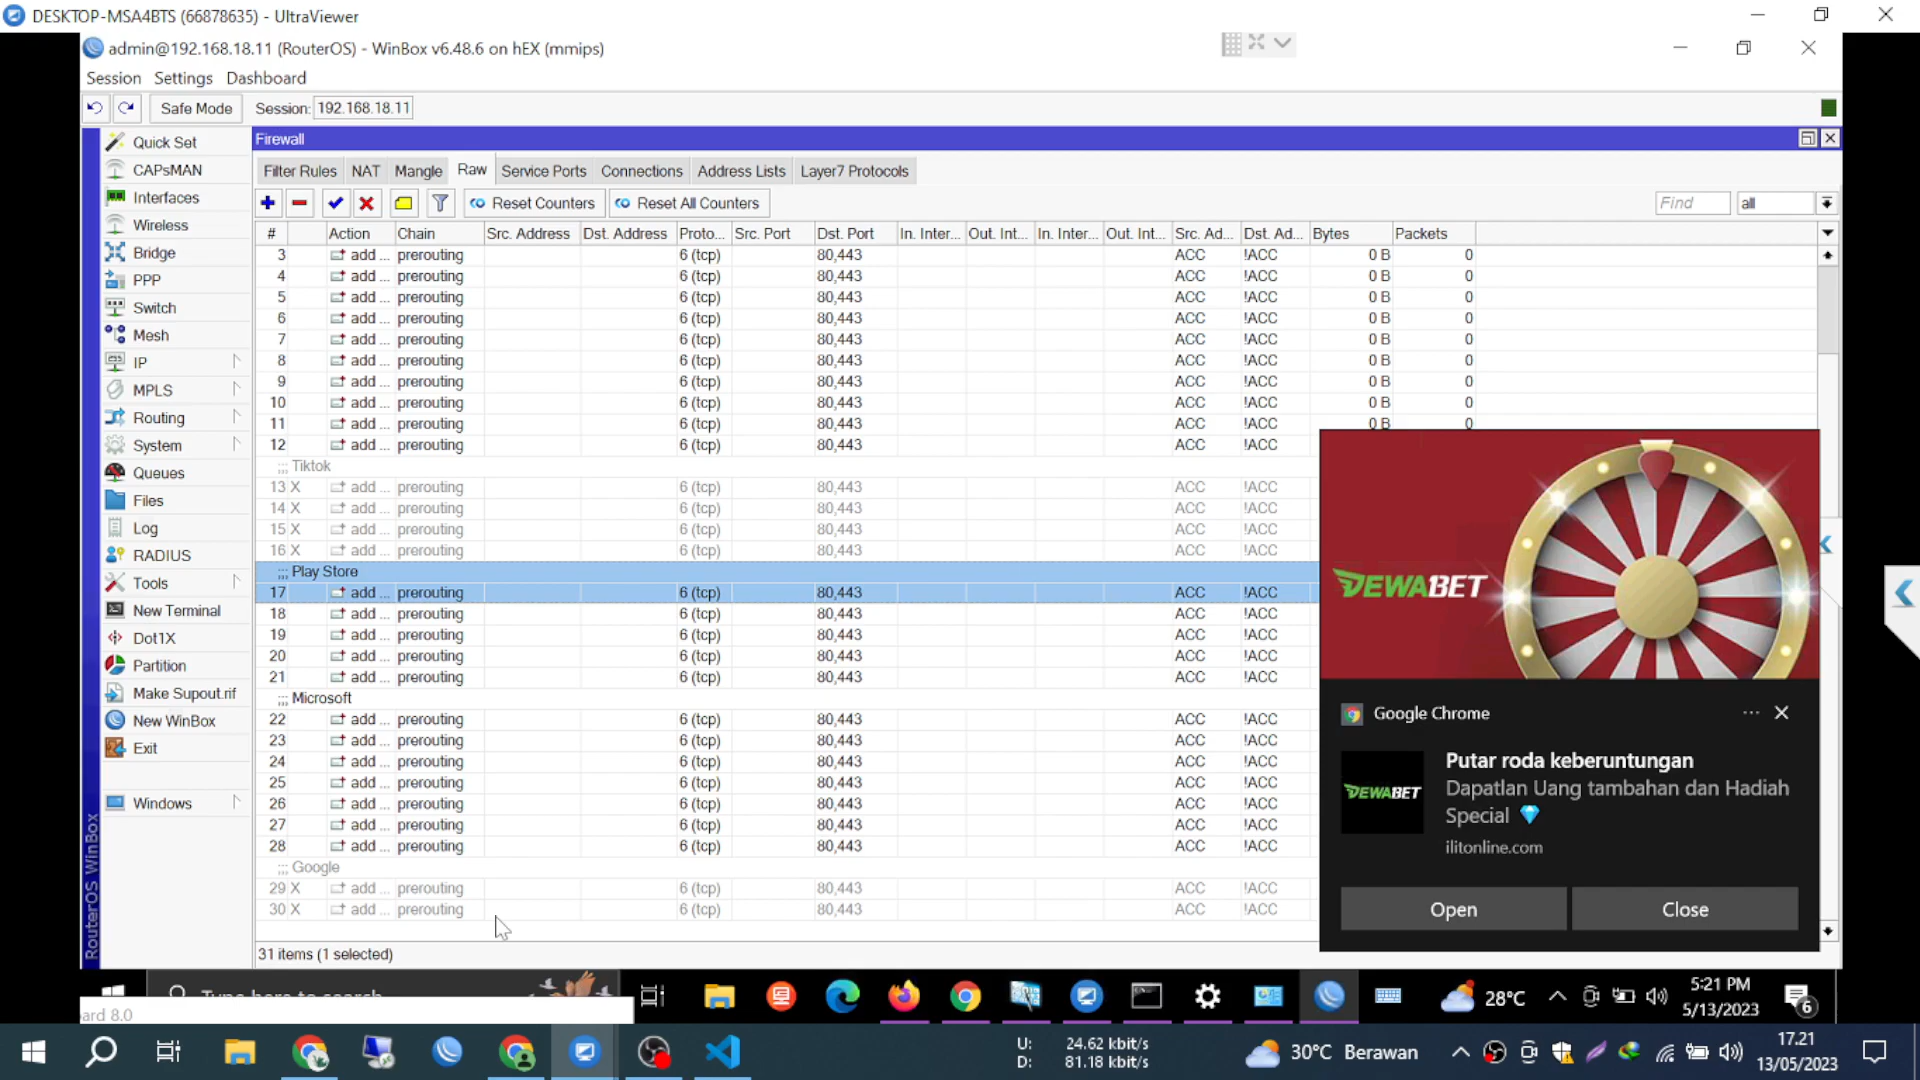 DESKTOP-MSA4BTS (66878635) - UltraViewer
admin@192.168.18.11 (RouterOS) - WinBox v6.48.6 on hEX (mmips)
Session Settings Dashboard
Safe Mode Session: 192.168.18.11
Quick Set
CAPsMAN
Interfaces
Wireless
Bridge
PPP
Switch
Mesh
IP
MPLS
Routing
System
Queues
Files
Log
RADIUS
Tools
New Terminal
Dot1X
Partition
Make Supout.rif
New WinBox
Exit
Windows
RouterOS WinBox
Firewall
Filter Rules NAT Mangle Raw Service Ports Connections Address Lists Layer7 Protocols
Reset Counters Reset All Counters Find all
# Action Chain Src. Address Dst. Address Proto... Src. Port Dst. Port In. Inter... Out. Int... In. Inter... Out. Int... Src. Ad... Dst. Ad... Bytes Packets
3 add ... prerouting 6 (tcp) 80,443 ACC !ACC 0 B 0
4 add ... prerouting 6 (tcp) 80,443 ACC !ACC 0 B 0
5 add ... prerouting 6 (tcp) 80,443 ACC !ACC 0 B 0
6 add ... prerouting 6 (tcp) 80,443 ACC !ACC 0 B 0
7 add ... prerouting 6 (tcp) 80,443 ACC !ACC 0 B 0
8 add ... prerouting 6 (tcp) 80,443 ACC !ACC 0 B 0
9 add ... prerouting 6 (tcp) 80,443 ACC !ACC 0 B 0
10 add ... prerouting 6 (tcp) 80,443 ACC !ACC 0 B 0
11 add ... prerouting 6 (tcp) 80,443 ACC !ACC 0 B 0
12 add ... prerouting 6 (tcp) 80,443 ACC !ACC
;;; Tiktok
13 X add ... prerouting 6 (tcp) 80,443 ACC !ACC
14 X add ... prerouting 6 (tcp) 80,443 ACC !ACC
15 X add ... prerouting 6 (tcp) 80,443 ACC !ACC
16 X add ... prerouting 6 (tcp) 80,443 ACC !ACC
;;; Play Store
17 add ... prerouting 6 (tcp) 80,443 ACC !ACC
18 add ... prerouting 6 (tcp) 80,443 ACC !ACC
19 add ... prerouting 6 (tcp) 80,443 ACC !ACC
20 add ... prerouting 6 (tcp) 80,443 ACC !ACC
21 add ... prerouting 6 (tcp) 80,443 ACC !ACC
;;; Microsoft
22 add ... prerouting 6 (tcp) 80,443 ACC !ACC
23 add ... prerouting 6 (tcp) 80,443 ACC !ACC
24 add ... prerouting 6 (tcp) 80,443 ACC !ACC
25 add ... prerouting 6 (tcp) 80,443 ACC !ACC
26 add ... prerouting 6 (tcp) 80,443 ACC !ACC
27 add ... prerouting 6 (tcp) 80,443 ACC !ACC
28 add ... prerouting 6 (tcp) 80,443 ACC !ACC
;;; Google
29 X add ... prerouting 6 (tcp) 80,443 ACC !ACC
30 X add ... prerouting 6 (tcp) 80,443 ACC !ACC
31 items (1 selected)
DEWABET
Google Chrome
DEWABET
Putar roda keberuntungan
Dapatlan Uang tambahan dan Hadiah
Special 💎
ilitonline.com
Open Close
Type here to search
28°C
5:21 PM
5/13/2023
6
ard 8.0
U: 24.62 kbit/s
D: 81.18 kbit/s
30°C Berawan
17.21
13/05/2023